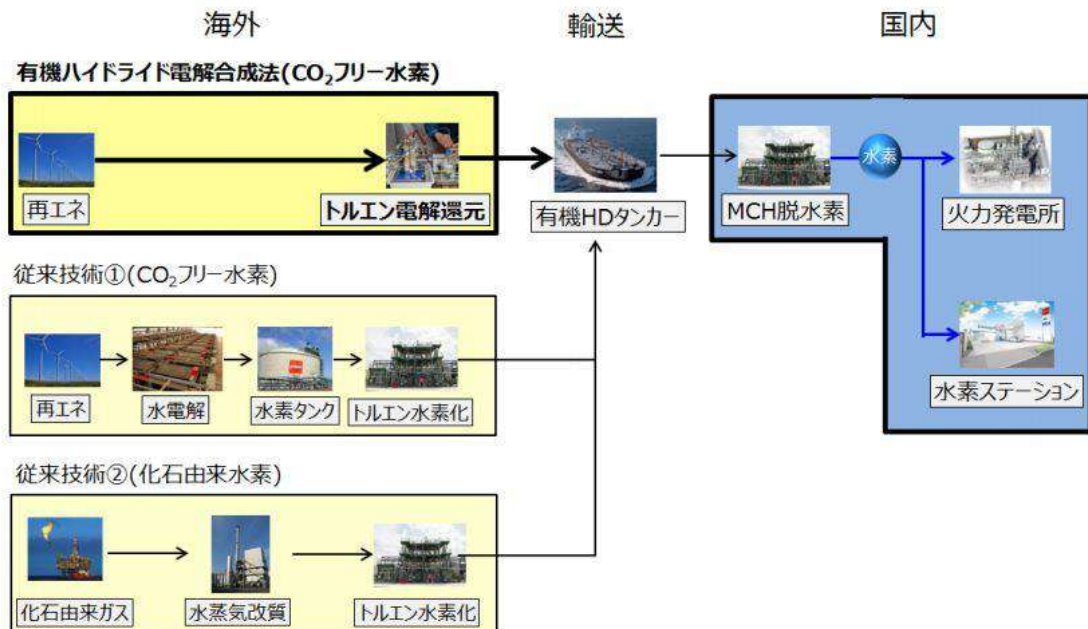 海外
輸送
国内
有機ハイドライド電解合成法(CO₂フリー水素)
再エネ
トルエン電解還元
有機HDタンカー
MCH脱水素
水素
火力発電所
水素ステーション
従来技術①(CO₂フリー水素)
再エネ
水電解
水素タンク
トルエン水素化
従来技術②(化石由来水素)
化石由来ガス
水蒸気改質
トルエン水素化